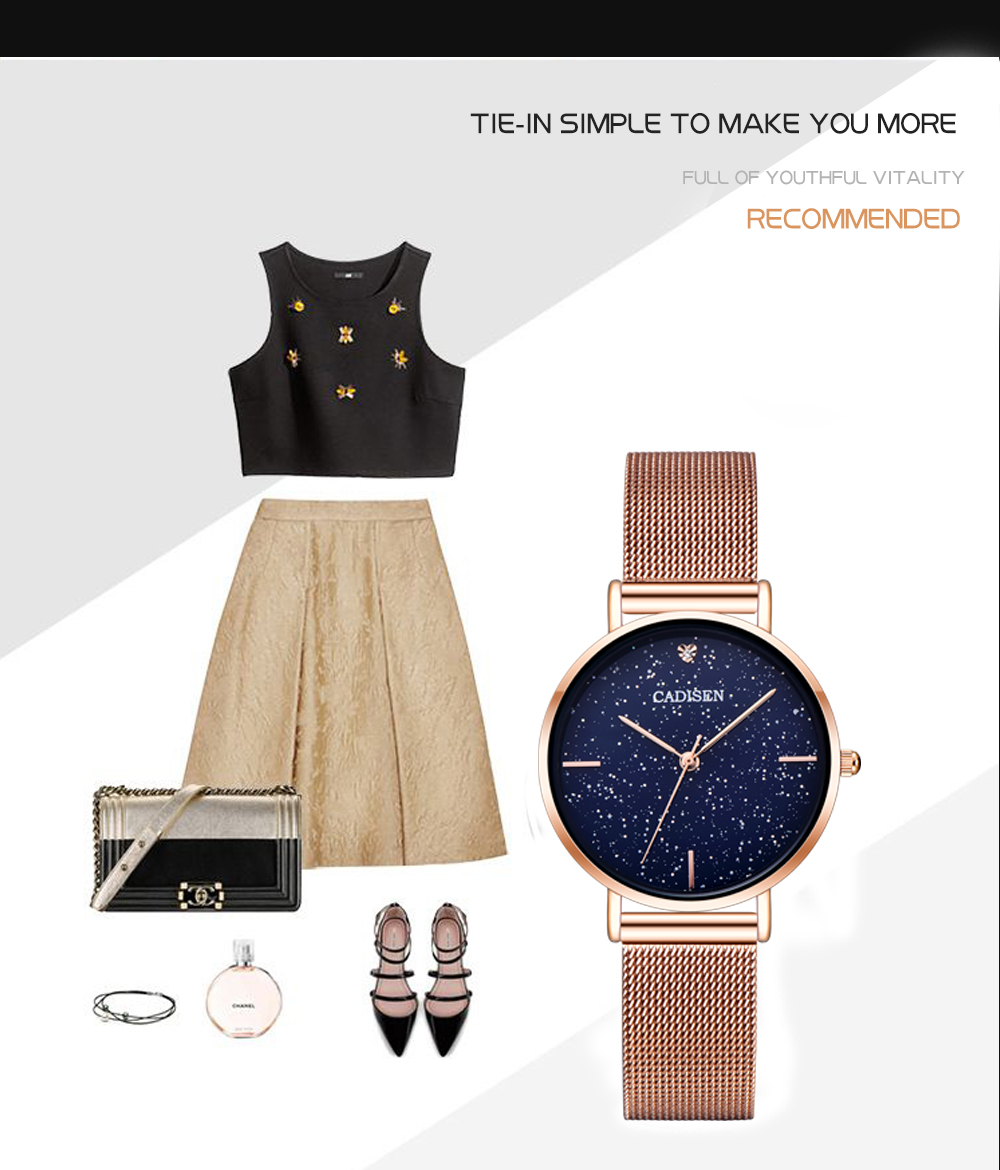 TIE-IN SIMPLE TO MAKE YOU MORE
FULL OF YOUTHFUL VITALITY
RECOMMENDED
CADISEN
CHANEL